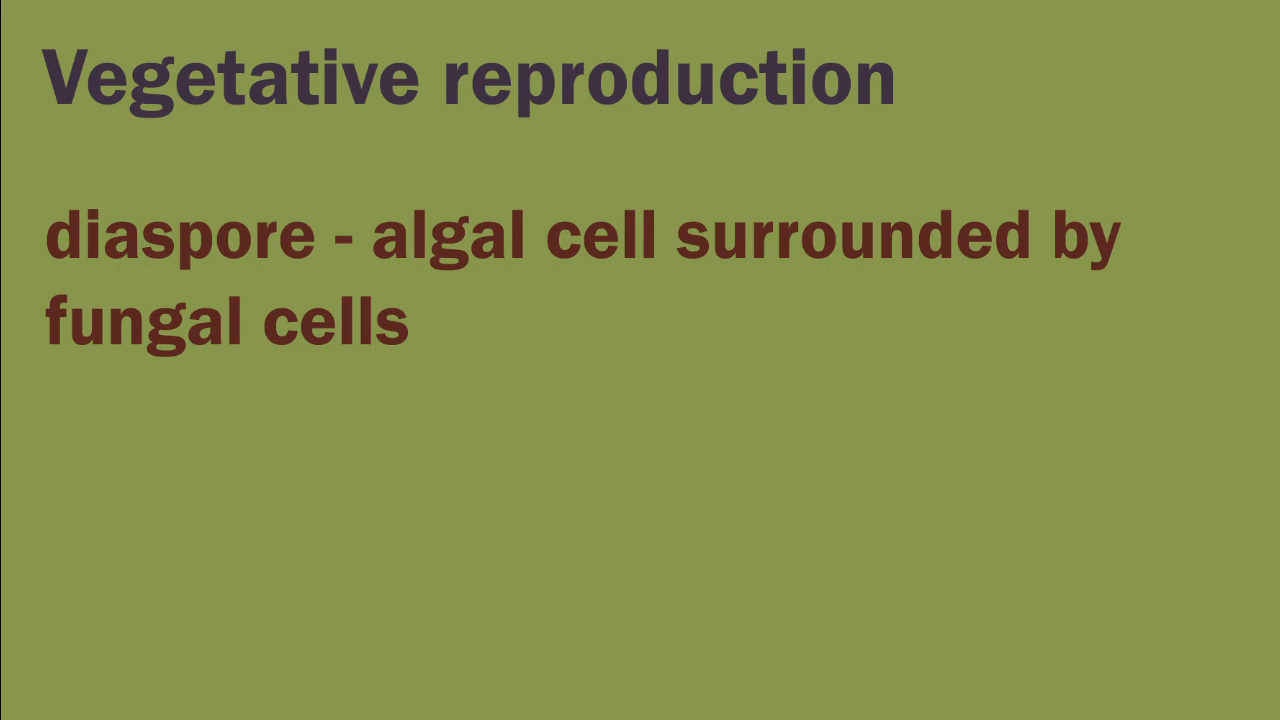 Vegetative reproduction
diaspore - algal cell surrounded by
fungal cells